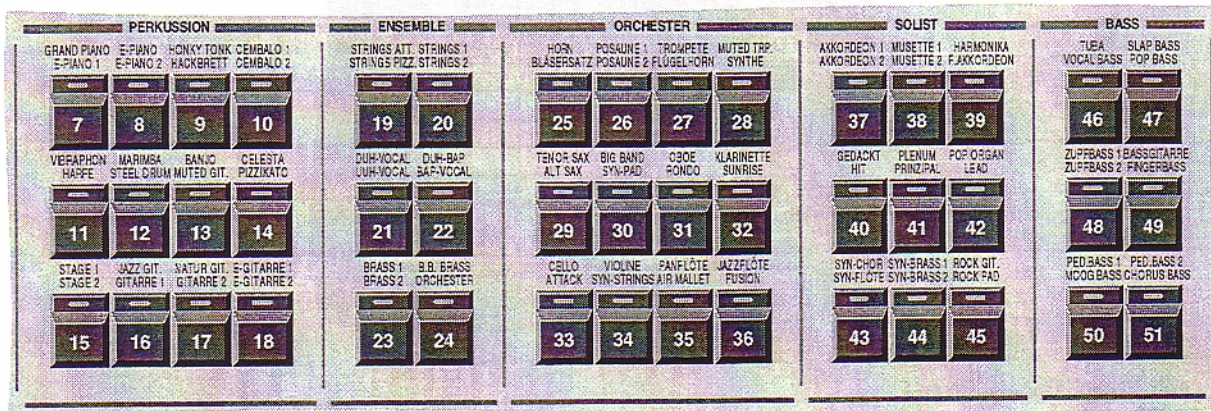 PERKUSSION
GRAND PIANO E-PIANO HONKY TONK CEMBALO 1
E-PIANO 1 E-PIANO 2 HACKBRETT CEMBALO 2
7 8 9 10
VIBRAPHON MARIMBA BANJO CELESTA
HARFE STEEL DRUM MUTED GIT. PIZZIKATO
11 12 13 14
STAGE 1 JAZZ GIT. NATUR GIT. E-GITARRE 1
STAGE 2 GITARRE 1 GITARRE 2 E-GITARRE 2
15 16 17 18
ENSEMBLE
STRINGS ATT. STRINGS 1
STRINGS PIZZ. STRINGS 2
19 20
DUH-VOCAL DUH-BAP
UUH-VOCAL BAP-VOCAL
21 22
BRASS 1 B.B. BRASS
BRASS 2 ORCHESTER
23 24
ORCHESTER
HORN POSAUNE 1 TROMPETE MUTED TRP.
BLÄSERSATZ POSAUNE 2 FLÜGELHORN SYNTHE
25 26 27 28
TENOR SAX BIG BAND OBOE KLARINETTE
ALT SAX SYN-PAD RONDO SUNRISE
29 30 31 32
CELLO VIOLINE PANFLÖTE JAZZFLÖTE
ATTACK SYN-STRINGS AIR MALLET FUSION
33 34 35 36
SOLIST
AKKORDEON 1 MUSETTE 1 HARMONIKA
AKKORDEON 2 MUSETTE 2 F.AKKORDEON
37 38 39
GEDACKT PLENUM POP ORGAN
HIT PRINZIPAL LEAD
40 41 42
SYN-CHOR SYN-BRASS 1 ROCK GIT.
SYN-FLÖTE SYN-BRASS 2 ROCK PAD
43 44 45
BASS
TUBA SLAP BASS
VOCAL BASS POP BASS
46 47
ZUPFBASS 1 BASSGITARRE
ZUPFBASS 2 FINGERBASS
48 49
PED.BASS 1 PED.BASS 2
MOOG BASS CHORUS BASS
50 51